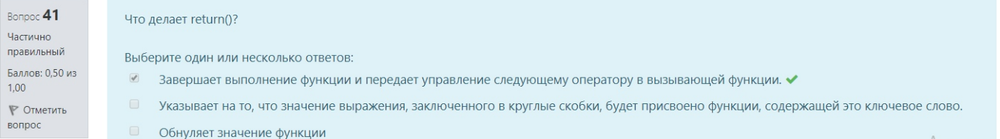 Вопрос 41
Частично
правильный
Баллов: 0,50 из
1,00
Отметить
вопрос
Что делает return()?
Выберите один или несколько ответов:
Завершает выполнение функции и передает управление следующему оператору в вызывающей функции.
Указывает на то, что значение выражения, заключенного в круглые скобки, будет присвоено функции, содержащей это ключевое слово.
Обнуляет значение функции